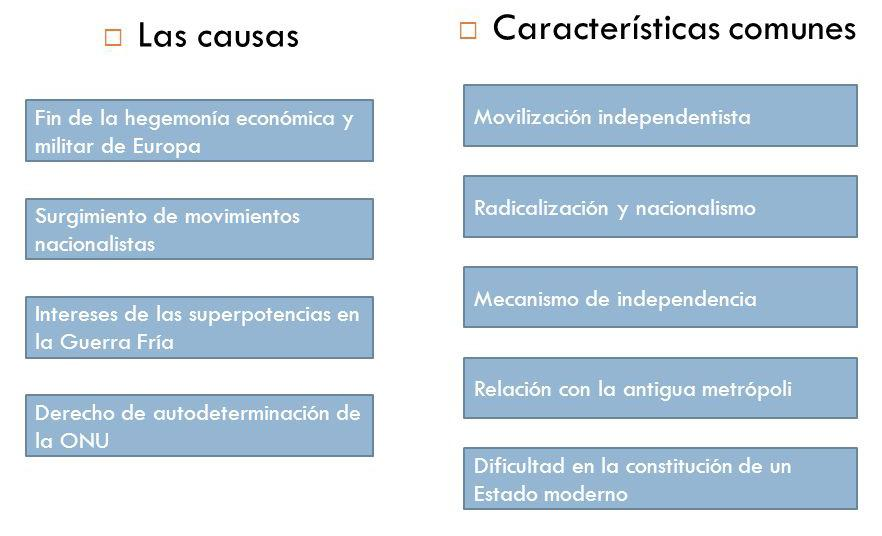 Las causas
Fin de la hegemonía económica y
militar de Europa
Surgimiento de movimientos
nacionalistas
Intereses de las superpotencias en
la Guerra Fría
Derecho de autodeterminación de
la ONU
Características comunes
Movilización independentista
Radicalización y nacionalismo
Mecanismo de independencia
Relación con la antigua metrópoli
Dificultad en la constitución de un
Estado moderno